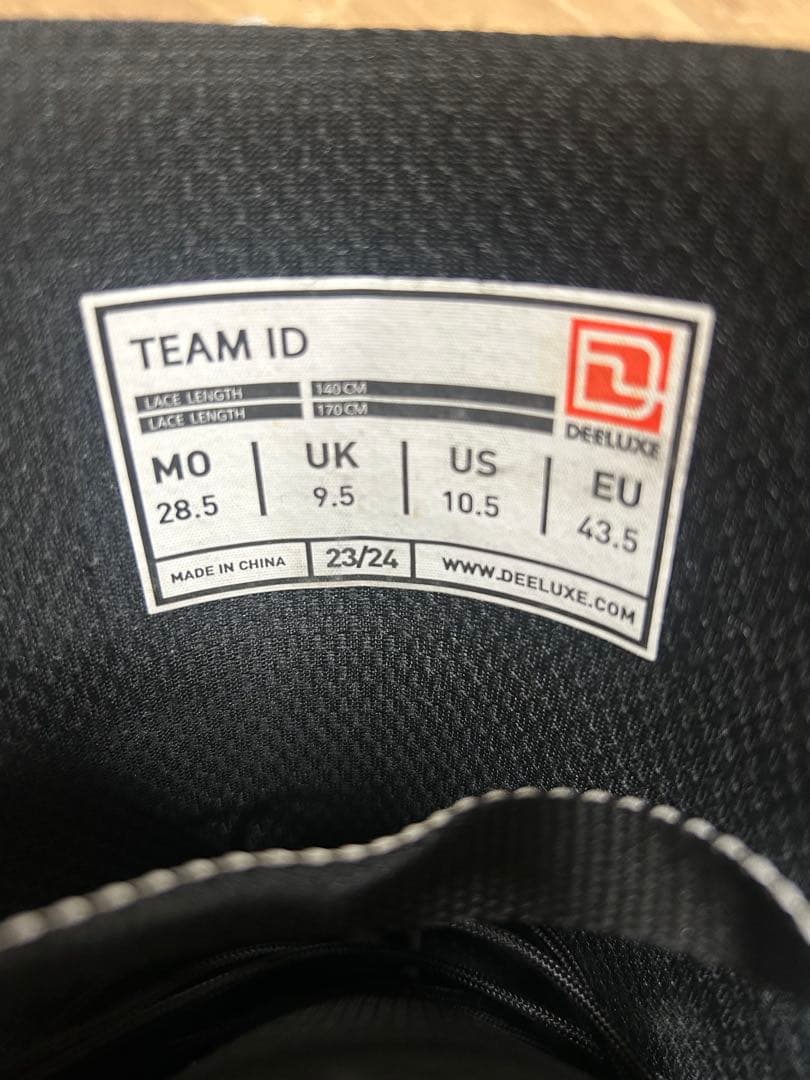 TEAM ID
LACE LENGTH 140 CM
LACE LENGTH 170 CM
DEELUXE
MO UK US EU
28.5 9.5 10.5 43.5
MADE IN CHINA 23/24 WWW.DEELUXE.COM